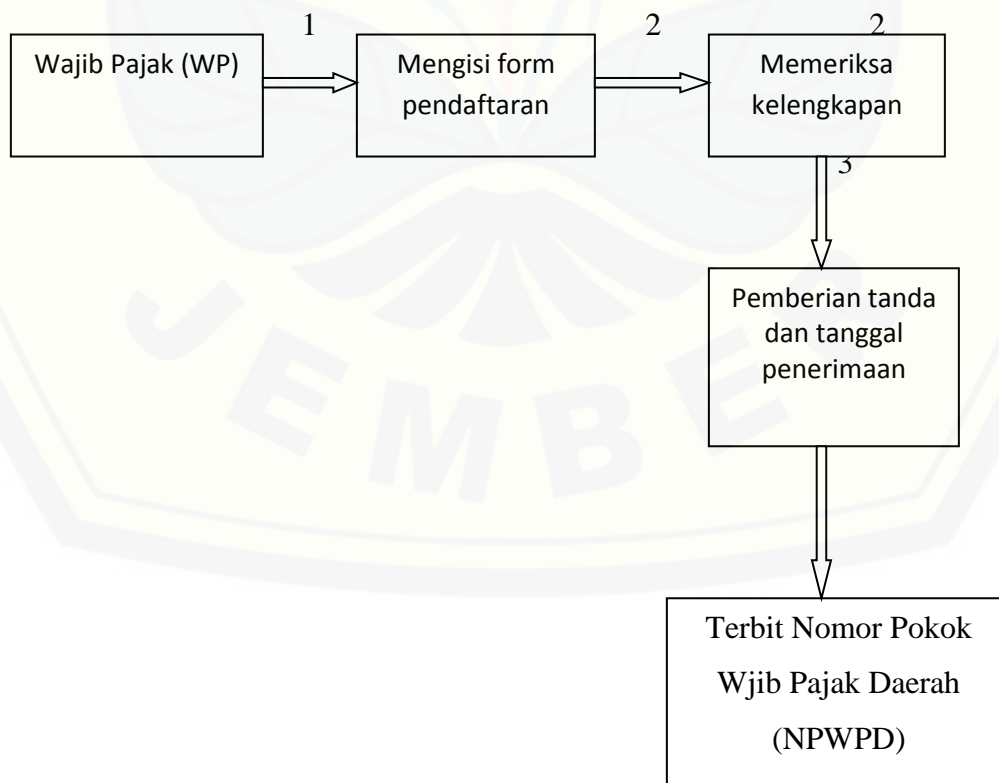 1
2
2
Wajib Pajak (WP)
Mengisi form
pendaftaran
Memeriksa
kelengkapan
3
Pemberian tanda
dan tanggal
penerimaan
JEMBER
Terbit Nomor Pokok
Wjib Pajak Daerah
(NPWPD)